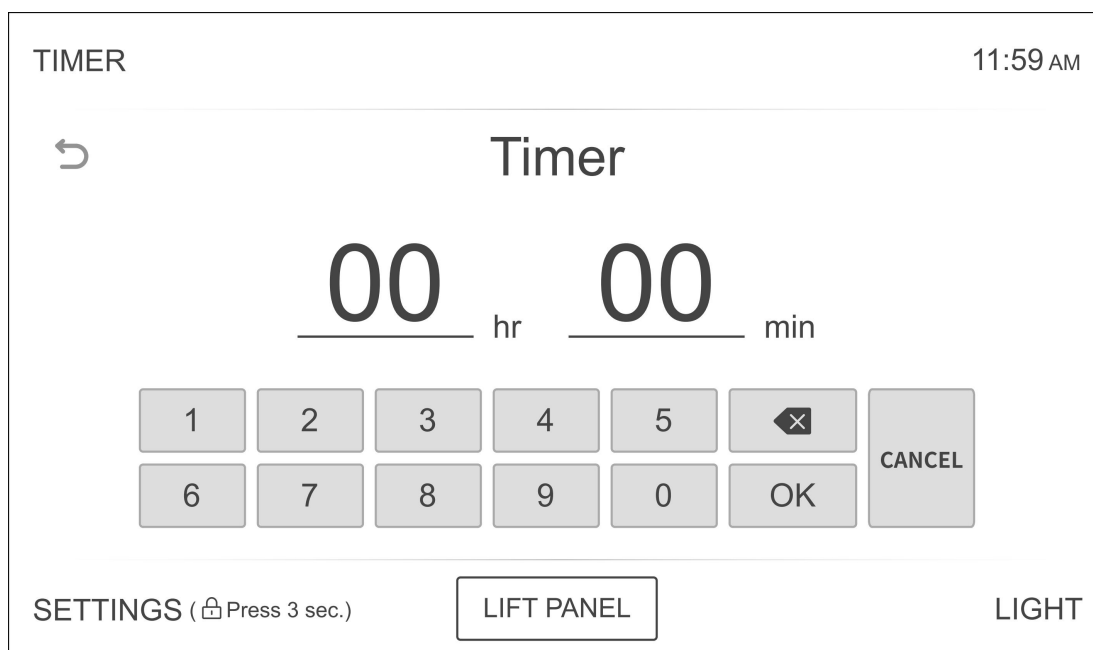 TIMER 11:59 AM
Timer
00 hr 00 min
1 2 3 4 5
CANCEL
6 7 8 9 0 OK
SETTINGS ( Press 3 sec.) LIFT PANEL LIGHT